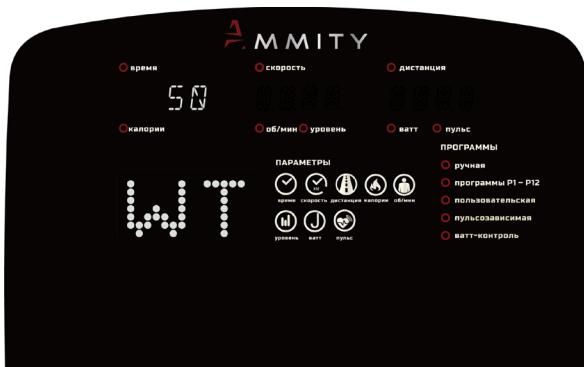 AMMITY
время скорость дистанция
50
калории об/мин уровень ватт пульс
WT
ПАРАМЕТРЫ
время скорость дистанция калории об/мин
уровень ватт пульс
ПРОГРАММЫ
ручная
программы P1 – P12
пользовательская
пульсозависимая
ватт-контроль